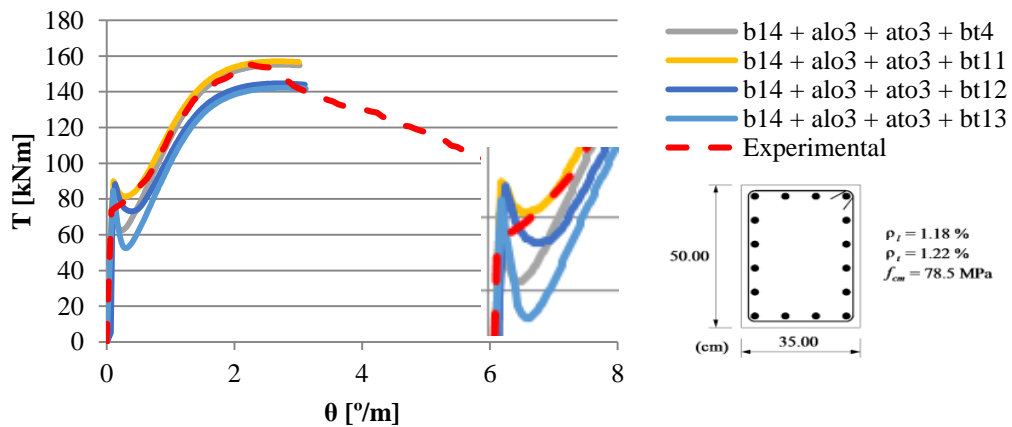 180
160
140
120
100
80
60
40
20
0
T [kNm]
0
2
4
6
8
θ [º/m]
b14 + alo3 + ato3 + bt4
b14 + alo3 + ato3 + bt11
b14 + alo3 + ato3 + bt12
b14 + alo3 + ato3 + bt13
Experimental
50.00
(cm)
35.00
ρl = 1.18 %
ρt = 1.22 %
fcm = 78.5 MPa